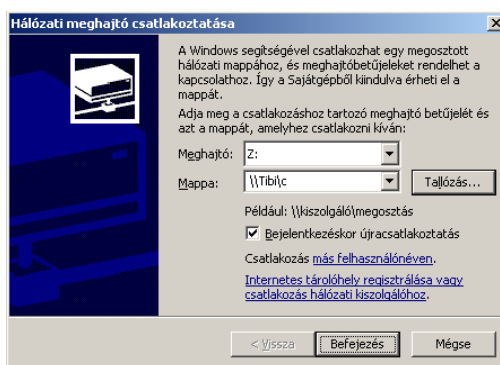 Hálózati meghajtó csatlakoztatása
A Windows segítségével csatlakozhat egy megosztott
hálózati mappához, és meghajtóbetűjeleket rendelhet a
kapcsolathoz. Így a Sajátgépből kiindulva érheti el a
mappát.
Adja meg a csatlakozáshoz tartozó meghajtó betűjelét és
azt a mappát, amelyhez csatlakozni kíván:
Meghajtó: Z:
Mappa: \\Tibi\c Tallózás...
Például: \\kiszolgáló\megosztás
Bejelentkezéskor újracsatlakoztatás
Csatlakozás más felhasználónéven.
Internetes tárolóhely regisztrálása vagy
csatlakozás hálózati kiszolgálóhoz.
< Vissza Befejezés Mégse